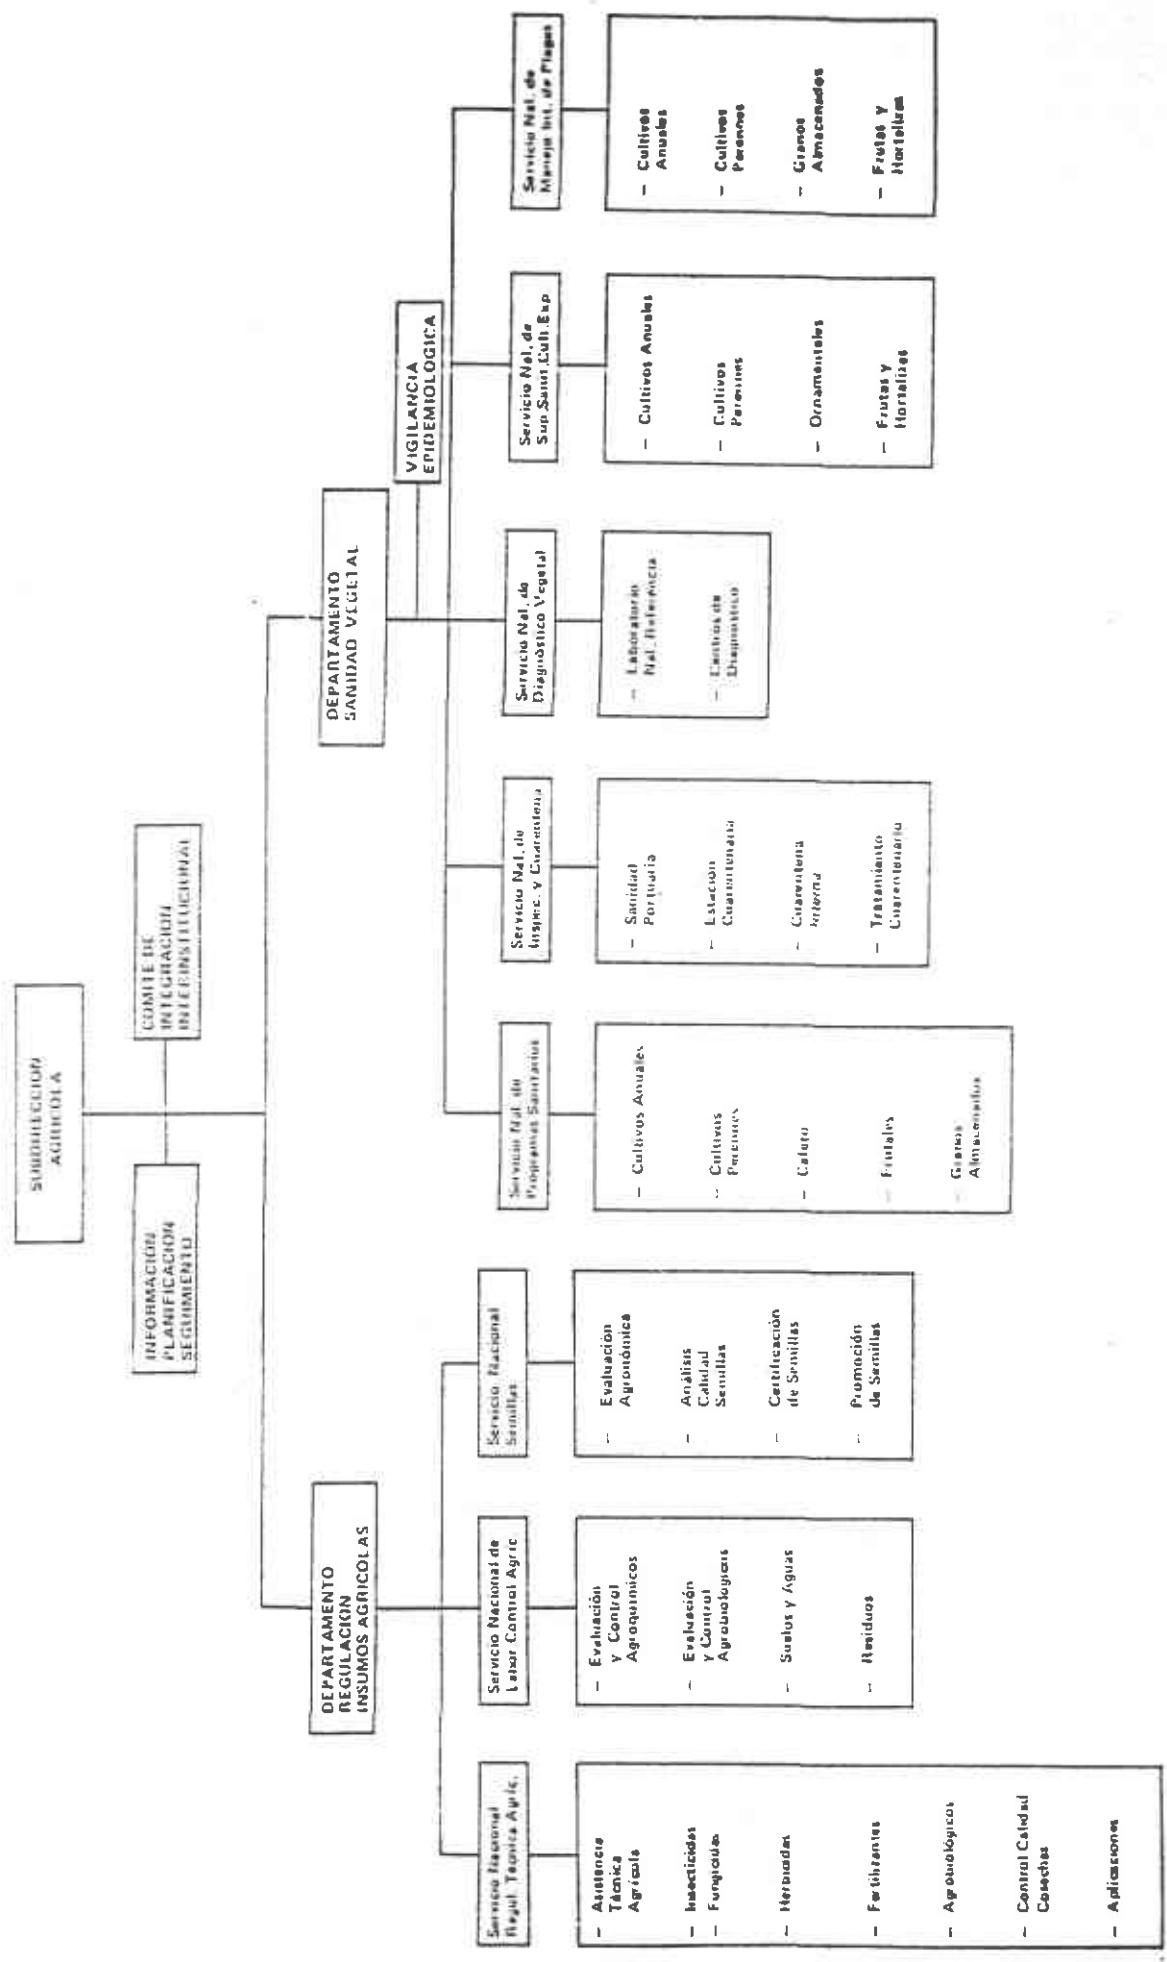 SUBDIRECCION
AGRICOLA
INFORMACION
PLANIFICACION
SEGUIMIENTO
COMITE DE
INTEGRACION
INTERINSTITUCIONAL
DEPARTAMENTO
REGULACION
INSUMOS AGRICOLAS
DEPARTAMENTO
SANIDAD VEGETAL
VIGILANCIA
EPIDEMIOLOGICA
Servicio Nacional
Regul. Técnica Agríc.
– Asistencia
Técnica
Agrícola
– Insecticidas
– Fungicidas
– Herbicidas
– Fertilizantes
– Agrobiológicos
– Control Calidad
Cosechas
– Aplicaciones
Servicio Nacional de
Labor Control Agríc
– Evaluación
y Control
Agroquímicos
– Evaluación
y Control
Agrobiológicos
– Suelos y Aguas
– Residuos
Servicio Nacional
Semillas
– Evaluación
Agronómica
– Análisis
Calidad
Semillas
– Certificación
de Semillas
– Promoción
de Semillas
Servicio Nal. de
Programas Sanitarios
– Cultivos Anuales
– Cultivos
Perennes
– Frutales
– Granos
Almacenados
Servicio Nal. de
Inspec. y Cuarentena
– Sanidad
Portuaria
– Estación
Cuarentenaria
– Cuarentena
Interna
– Tratamiento
Cuarentenario
Servicio Nal. de
Diagnóstico Vegetal
– Laboratorio
Nal. Referencia
– Centros de
Diagnóstico
Servicio Nal. de
Sup.Sanit.Cult.Exp
– Cultivos Anuales
– Cultivos
Perennes
– Ornamentales
– Frutas y
Hortalizas
Servicio Nal. de
Manejo Int. de Plagas
– Cultivos
Anuales
– Cultivos
Perennes
– Granos
Almacenados
– Frutas y
Hortalizas